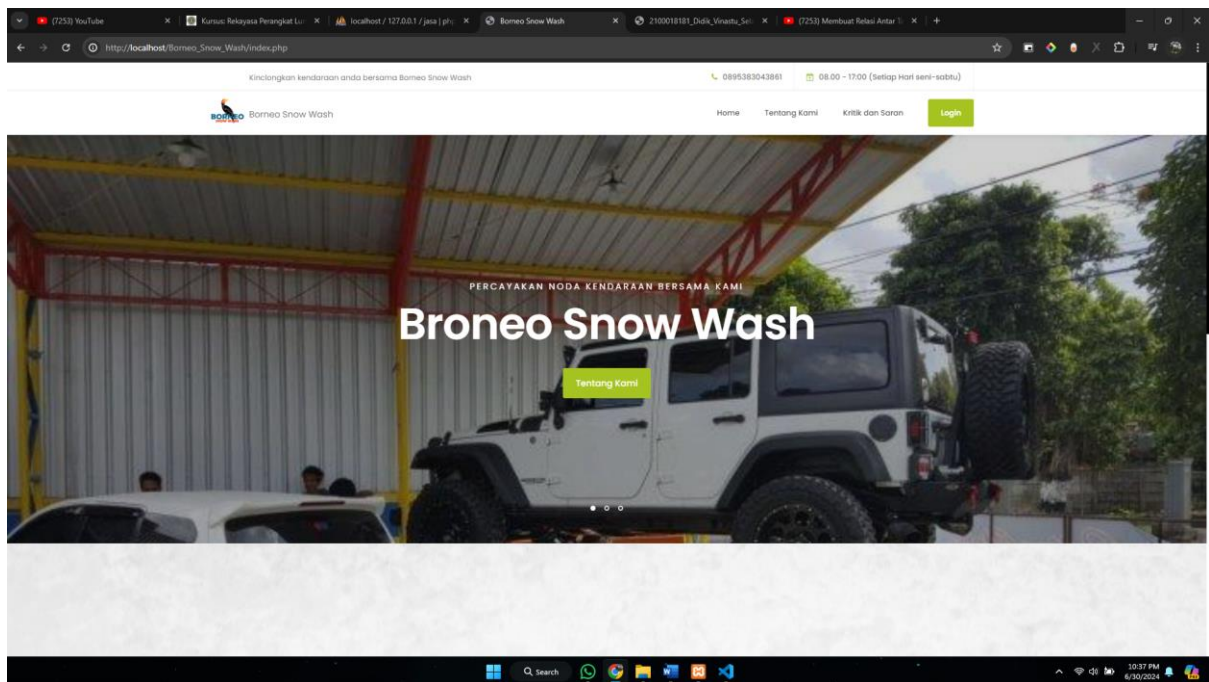 (7253) YouTube
Kursus: Rekayasa Perangkat Lu
localhost / 127.0.0.1 / jasa | ph
Borneo Snow Wash
2100018181_Didik_Vinastu_Sel
(7253) Membuat Relasi Antar T
http://localhost/Borneo_Snow_Wash/index.php
Kinclongkan kendaraan anda bersama Borneo Snow Wash
0895383043861
08.00 - 17:00 (Setiap Hari seni-sabtu)
BORNEO
Borneo Snow Wash
Home
Tentang Kami
Kritik dan Saran
Login
PERCAYAKAN NODA KENDARAAN BERSAMA KAMI
Broneo Snow Wash
Tentang Kami
Search
10:37 PM
6/30/2024